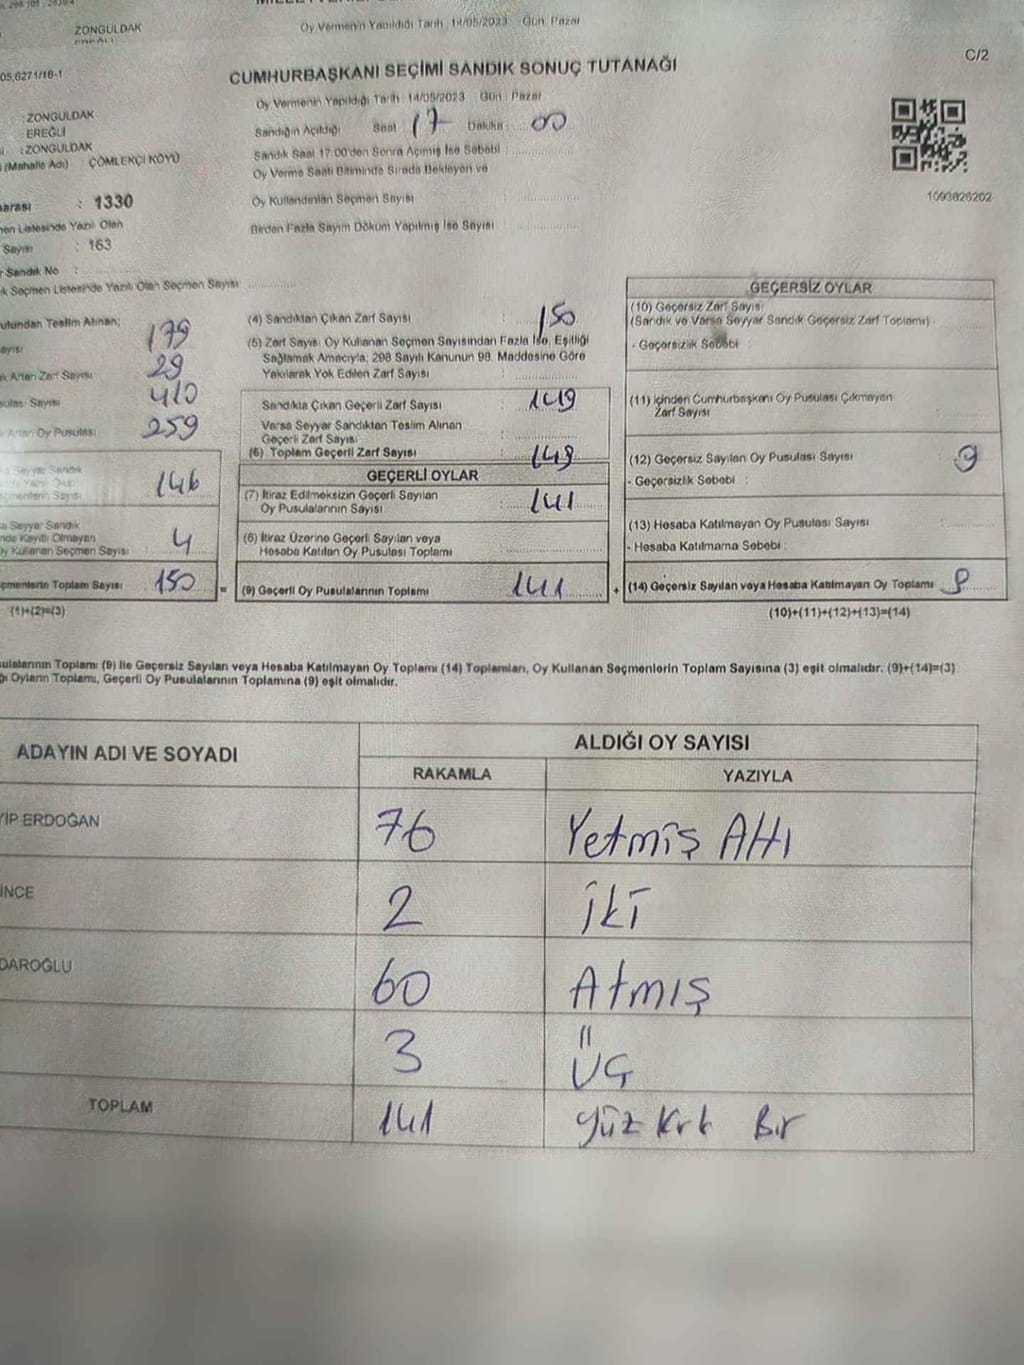 ZONGULDAK
Oy Vermenin Yapıldığı Tarih : 14/05/2023 Gün : Pazar
C/2
CUMHURBAŞKANI SEÇİMİ SANDIK SONUÇ TUTANAĞI
05,6271/16-1
Oy Vermenin Yapıldığı Tarih : 14/05/2023 Gün : Pazar
: ZONGULDAK
: EREĞLİ
: ZONGULDAK
(Mahalle Adı) ÇÖMLEKÇİ KÖYÜ
Sandığın Açıldığı Saat : 17 Dakika : 00
Sandık Saat 17:00'den Sonra Açımış İse Sebebi :
Oy Verme Saati Bitiminde Sırada Bekleyen ve
Oy Kullandırılan Seçmen Sayısı :
Birden Fazla Sayım Döküm Yapılmış İse Sayısı :
1093826202
arası : 1330
en Listesinde Yazılı Olan
Sayısı : 163
r Sandık No :
k Seçmen Listesinde Yazılı Olan Seçmen Sayısı:
ulundan Teslim Alınan;
ayısı 179
k Artan Zarf Sayısı 29
sulası Sayısı 410
k Artan Oy Pusulası 259
a Seyyar Sandık
146
a Seyyar Sandık
nde Kayıtlı Olmayan
Oy Kullanan Seçmen Sayısı 4
çmenlerin Toplam Sayısı 150 =
(1)+(2)=(3)
(4) Sandıktan Çıkan Zarf Sayısı : 150
(5) Zarf Sayısı, Oy Kullanan Seçmen Sayısından Fazla İse, Eşitliği
Sağlamak Amacıyla; 298 Sayılı Kanunun 98. Maddesine Göre
Yakılarak Yok Edilen Zarf Sayısı :
Sandıkta Çıkan Geçerli Zarf Sayısı : 149
Varsa Seyyar Sandıktan Teslim Alınan
Geçerli Zarf Sayısı :
(6) Toplam Geçerli Zarf Sayısı : 149
GEÇERLİ OYLAR
(7) İtiraz Edilmeksizin Geçerli Sayılan
Oy Pusulalarının Sayısı : 141
İtiraz Üzerine Geçerli Sayılan veya
Hesaba Katılan Oy Pusulası Toplamı :
(9) Geçerli Oy Pusulalarının Toplamı : 141 +
GEÇERSİZ OYLAR
(10) Geçersiz Zarf Sayısı
(Sandık ve Varsa Seyyar Sandık Geçersiz Zarf Toplamı) :
- Geçersizlik Sebebi :
(11) İçinden Cumhurbaşkanı Oy Pusulası Çıkmayan
Zarf Sayısı :
(12) Geçersiz Sayılan Oy Pusulası Sayısı : 9
- Geçersizlik Sebebi :
(13) Hesaba Katılmayan Oy Pusulası Sayısı :
- Hesaba Katılmama Sebebi :
(14) Geçersiz Sayılan veya Hesaba Katılmayan Oy Toplamı :
(10)+(11)+(12)+(13)=(14)
sulalarının Toplamı (9) ile Geçersiz Sayılan veya Hesaba Katılmayan Oy Toplamı (14) Toplamları, Oy Kullanan Seçmenlerin Toplam Sayısına (3) eşit olmalıdır. (9)+(14)=(3)
ğı Oyların Toplamı, Geçerli Oy Pusulalarının Toplamına (9) eşit olmalıdır.
ADAYIN ADI VE SOYADI ALDIĞI OY SAYISI
RAKAMLA YAZIYLA
YİP ERDOĞAN 76 Yetmiş Altı
İNCE 2 İki
DAROĞLU 60 Atmış
3 Üç
TOPLAM 141 Yüz Kırk Bir